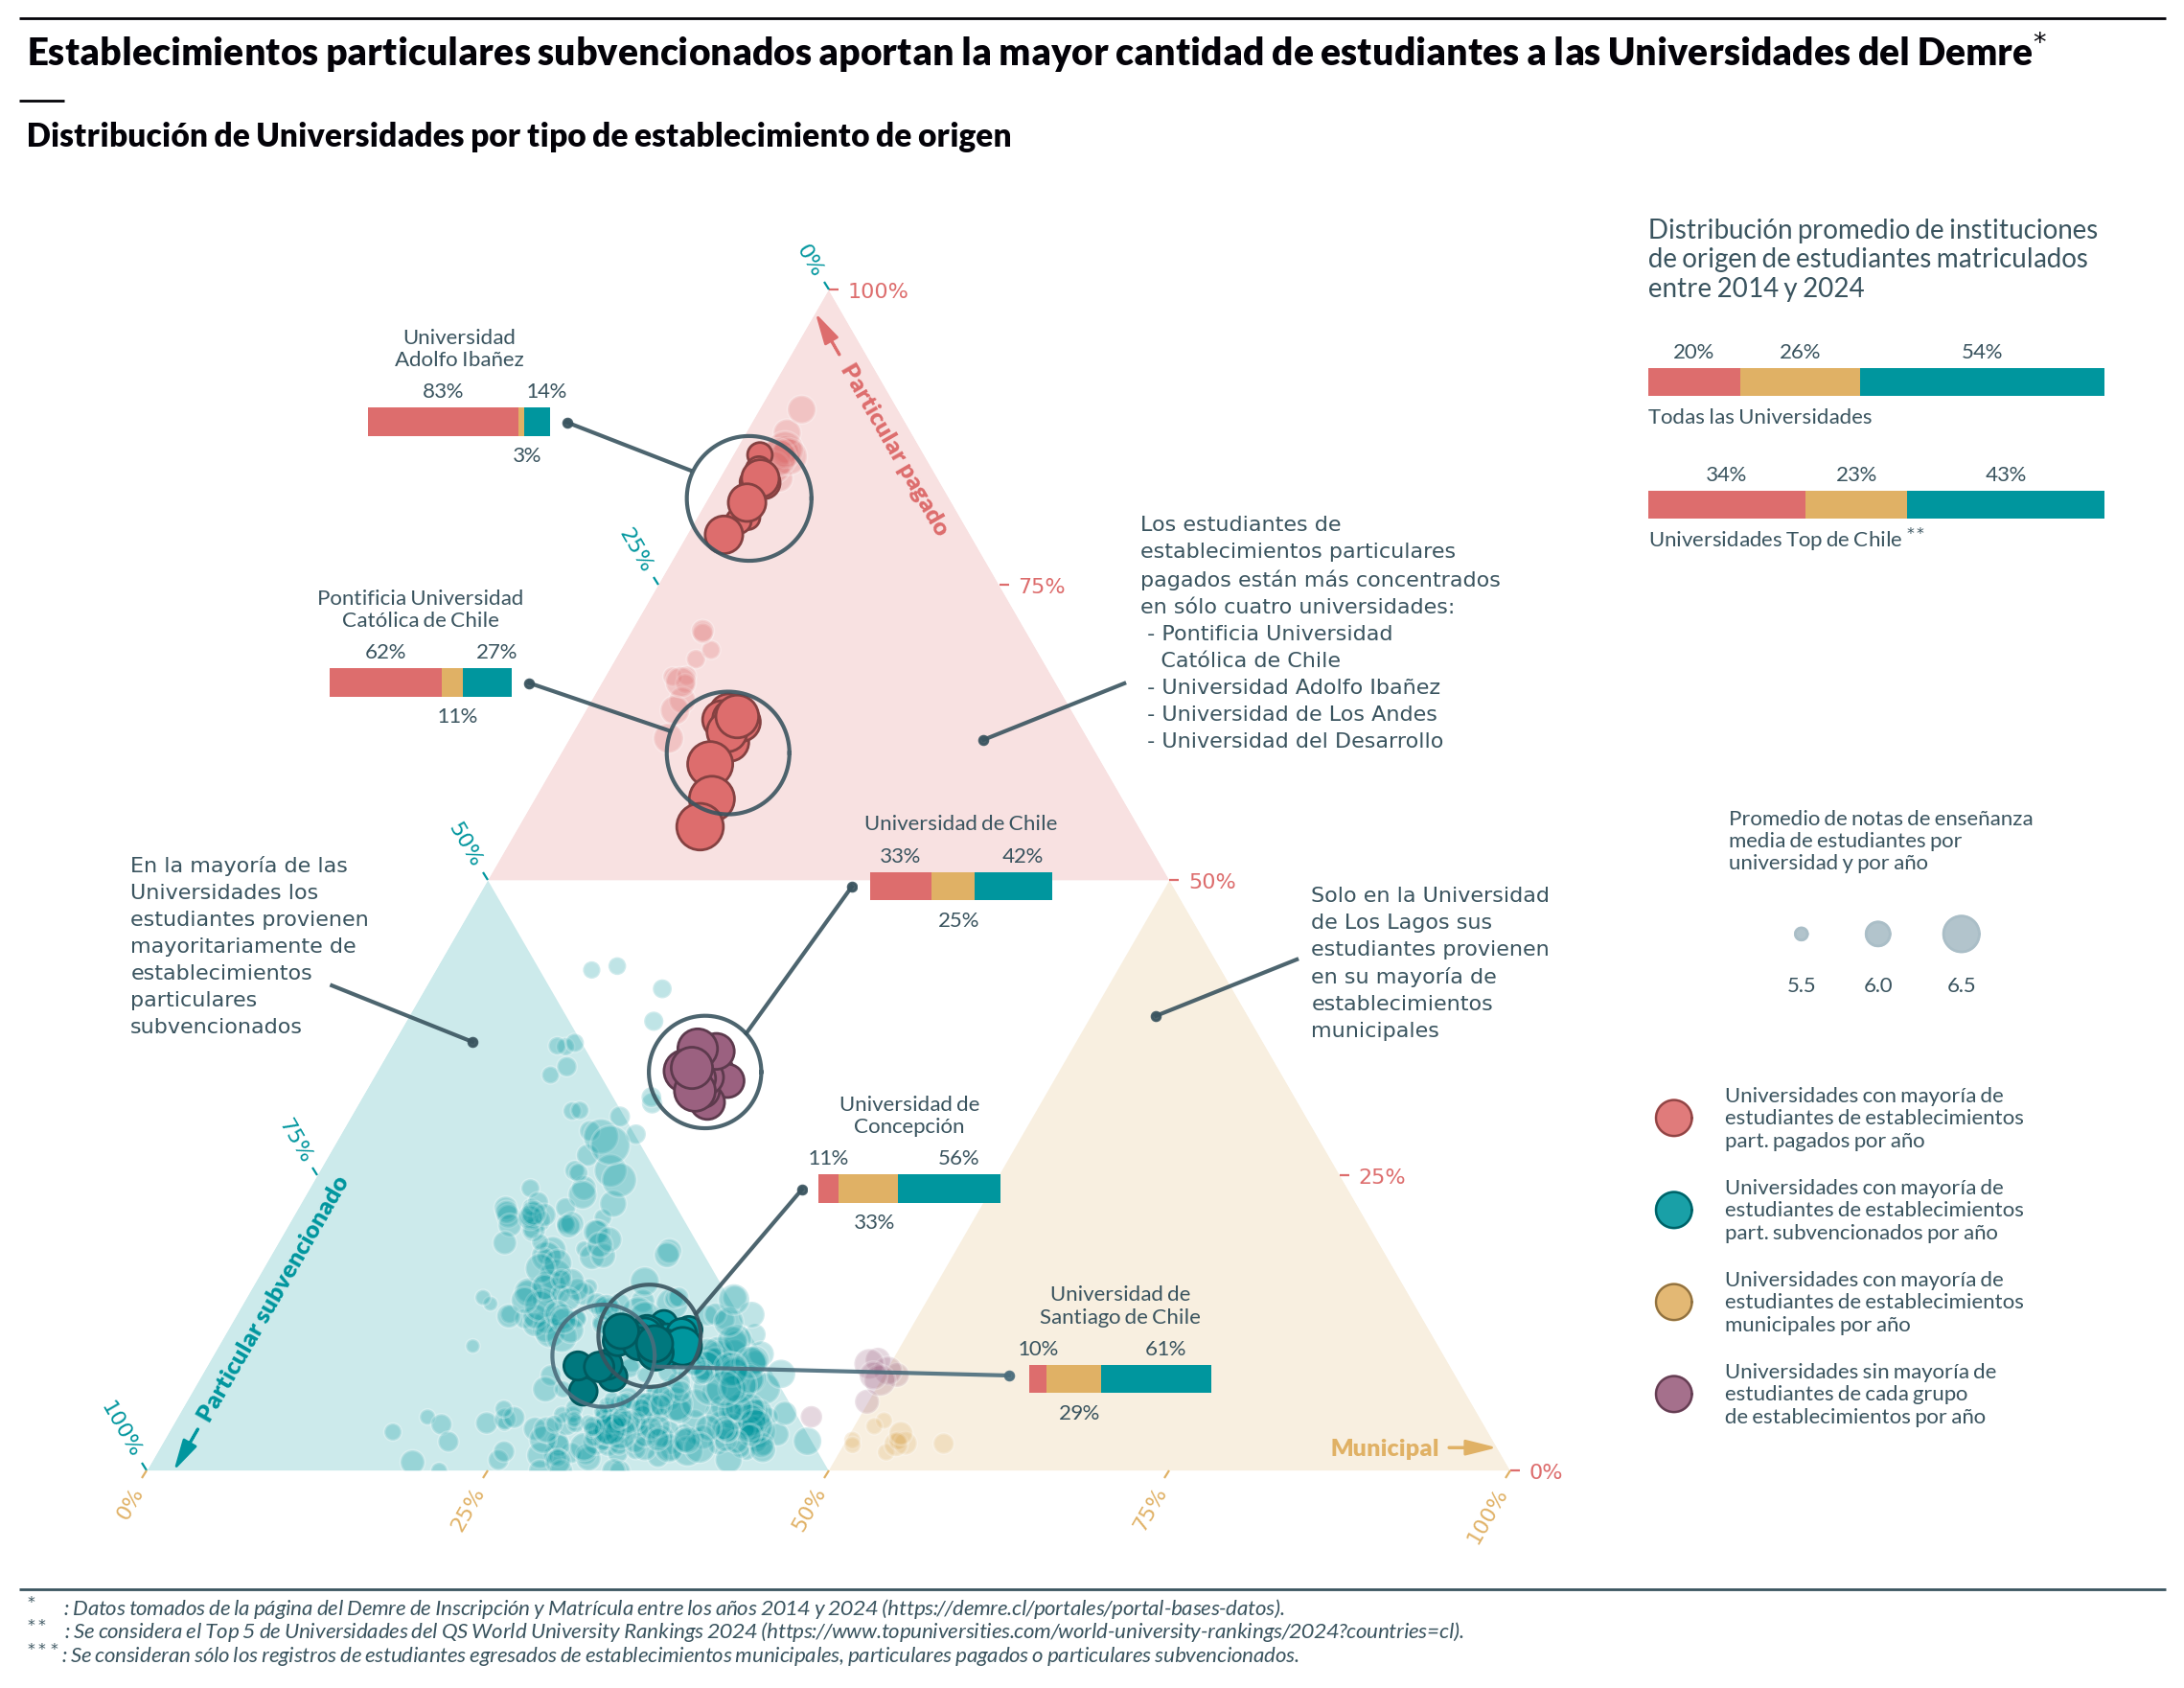 Establecimientos particulares subvencionados aportan la mayor cantidad de estudiantes a las Universidades del Demre*
Distribución de Universidades por tipo de establecimiento de origen
Distribución promedio de instituciones
de origen de estudiantes matriculados
entre 2014 y 2024
20% 26% 54%
Todas las Universidades
34% 23% 43%
Universidades Top de Chile **
0%
100%
Particular pagado
Universidad
Adolfo Ibañez
83% 14%
3%
25%
75%
Los estudiantes de
establecimientos particulares
pagados están más concentrados
en sólo cuatro universidades:
- Pontificia Universidad
Católica de Chile
- Universidad Adolfo Ibañez
- Universidad de Los Andes
- Universidad del Desarrollo
Pontificia Universidad
Católica de Chile
62% 27%
11%
50%
50%
Universidad de Chile
33% 42%
25%
En la mayoría de las
Universidades los
estudiantes provienen
mayoritariamente de
establecimientos
particulares
subvencionados
Solo en la Universidad
de Los Lagos sus
estudiantes provienen
en su mayoría de
establecimientos
municipales
Promedio de notas de enseñanza
media de estudiantes por
universidad y por año
5.5 6.0 6.5
Universidad de
Concepción
11% 56%
33%
75%
25%
Particular subvencionado
Universidad de
Santiago de Chile
10% 61%
29%
Universidades con mayoría de
estudiantes de establecimientos
part. pagados por año
Universidades con mayoría de
estudiantes de establecimientos
part. subvencionados por año
Universidades con mayoría de
estudiantes de establecimientos
municipales por año
Universidades sin mayoría de
estudiantes de cada grupo
de establecimientos por año
100%
Municipal
0%
0% 25% 50% 75% 100%
* : Datos tomados de la página del Demre de Inscripción y Matrícula entre los años 2014 y 2024 (https://demre.cl/portales/portal-bases-datos).
** : Se considera el Top 5 de Universidades del QS World University Rankings 2024 (https://www.topuniversities.com/world-university-rankings/2024?countries=cl).
*** : Se consideran sólo los registros de estudiantes egresados de establecimientos municipales, particulares pagados o particulares subvencionados.